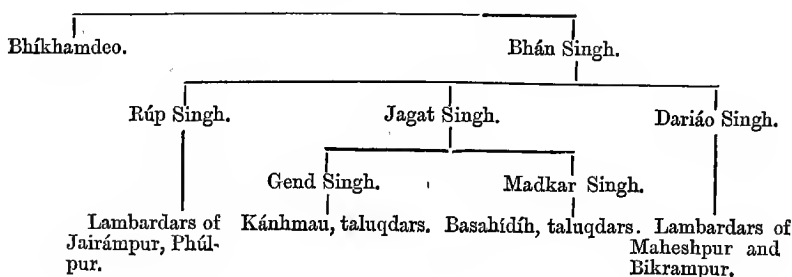 Bhíkhamdeo. Bhán Singh.
Rúp Singh. Jagat Singh. Dariáo Singh.
Gend Singh. Madkar Singh.
Lambardars of Kánhmau, taluqdars. Basahídíh, taluqdars. Lambardars of
Jairámpur, Phúl- Maheshpur and
pur. Bikrampur.